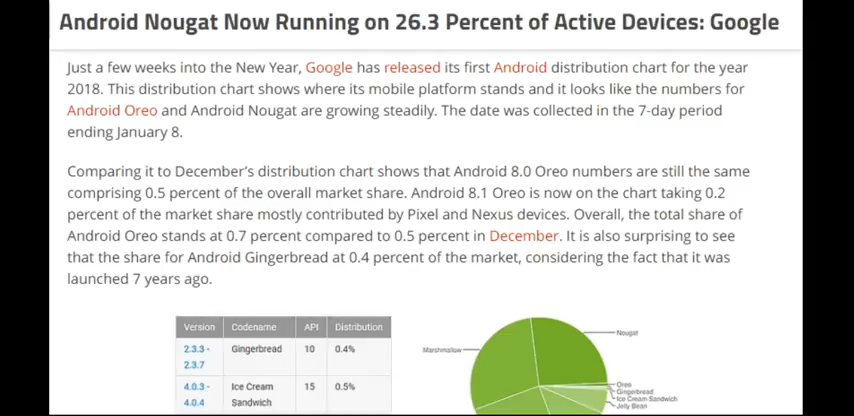 Android Nougat Now Running on 26.3 Percent of Active Devices: Google
Just a few weeks into the New Year, Google has released its first Android distribution chart for the year
2018. This distribution chart shows where its mobile platform stands and it looks like the numbers for
Android Oreo and Android Nougat are growing steadily. The date was collected in the 7-day period
ending January 8.
Comparing it to December's distribution chart shows that Android 8.0 Oreo numbers are still the same
comprising 0.5 percent of the overall market share. Android 8.1 Oreo is now on the chart taking 0.2
percent of the market share mostly contributed by Pixel and Nexus devices. Overall, the total share of
Android Oreo stands at 0.7 percent compared to 0.5 percent in December. It is also surprising to see
that the share for Android Gingerbread at 0.4 percent of the market, considering the fact that it was
launched 7 years ago.
Version Codename API Distribution
2.3.3 - Gingerbread 10 0.4%
2.3.7
4.0.3 - Ice Cream 15 0.5%
4.0.4 Sandwich
Nougat
Marshmallow
Oreo
Gingerbread
Ice Cream Sandwich
Jelly Bean